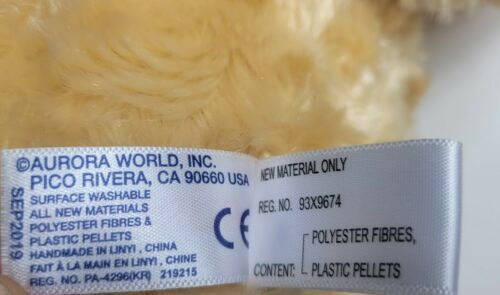 ©AURORA WORLD, INC.
PICO RIVERA, CA 90660 USA
SURFACE WASHABLE
ALL NEW MATERIALS
POLYESTER FIBRES &
PLASTIC PELLETS
HANDMADE IN LINYI , CHINA
FAIT À LA MAIN EN LINYI , CHINE
REG. NO. PA-4296(KR) 219215
SEP2019
CE
NEW MATERIAL ONLY
REG. NO. 93X9674
POLYESTER FIBRES,
CONTENT: PLASTIC PELLETS